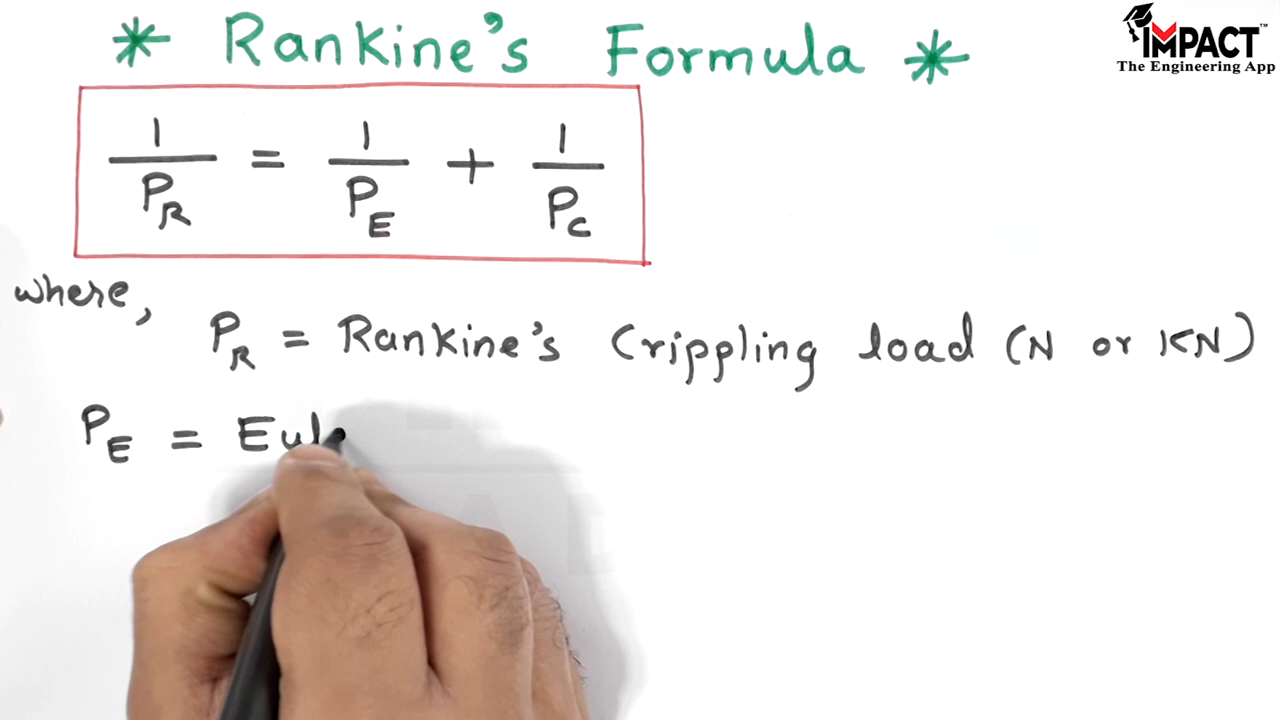 * Rankine's Formula *
IMPACT™
The Engineering App
1/P_R = 1/P_E + 1/P_C
where,
P_R = Rankine's Crippling load (N or KN)
P_E = Eul